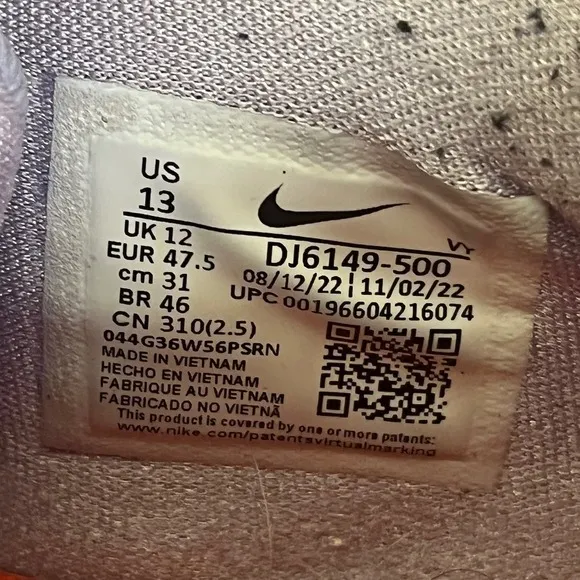 US
13
UK 12
EUR 47.5
cm 31
BR 46
CN 310(2.5)
VT
DJ6149-500
08/12/22 | 11/02/22
UPC 00196604216074
044G36W56PSRN
MADE IN VIETNAM
HECHO EN VIETNAM
FABRIQUE AU VIETNAM
FABRICADO NO VIETNÃ
This product is covered by one or more patents:
www.nike.com/patentsvirtualmarking